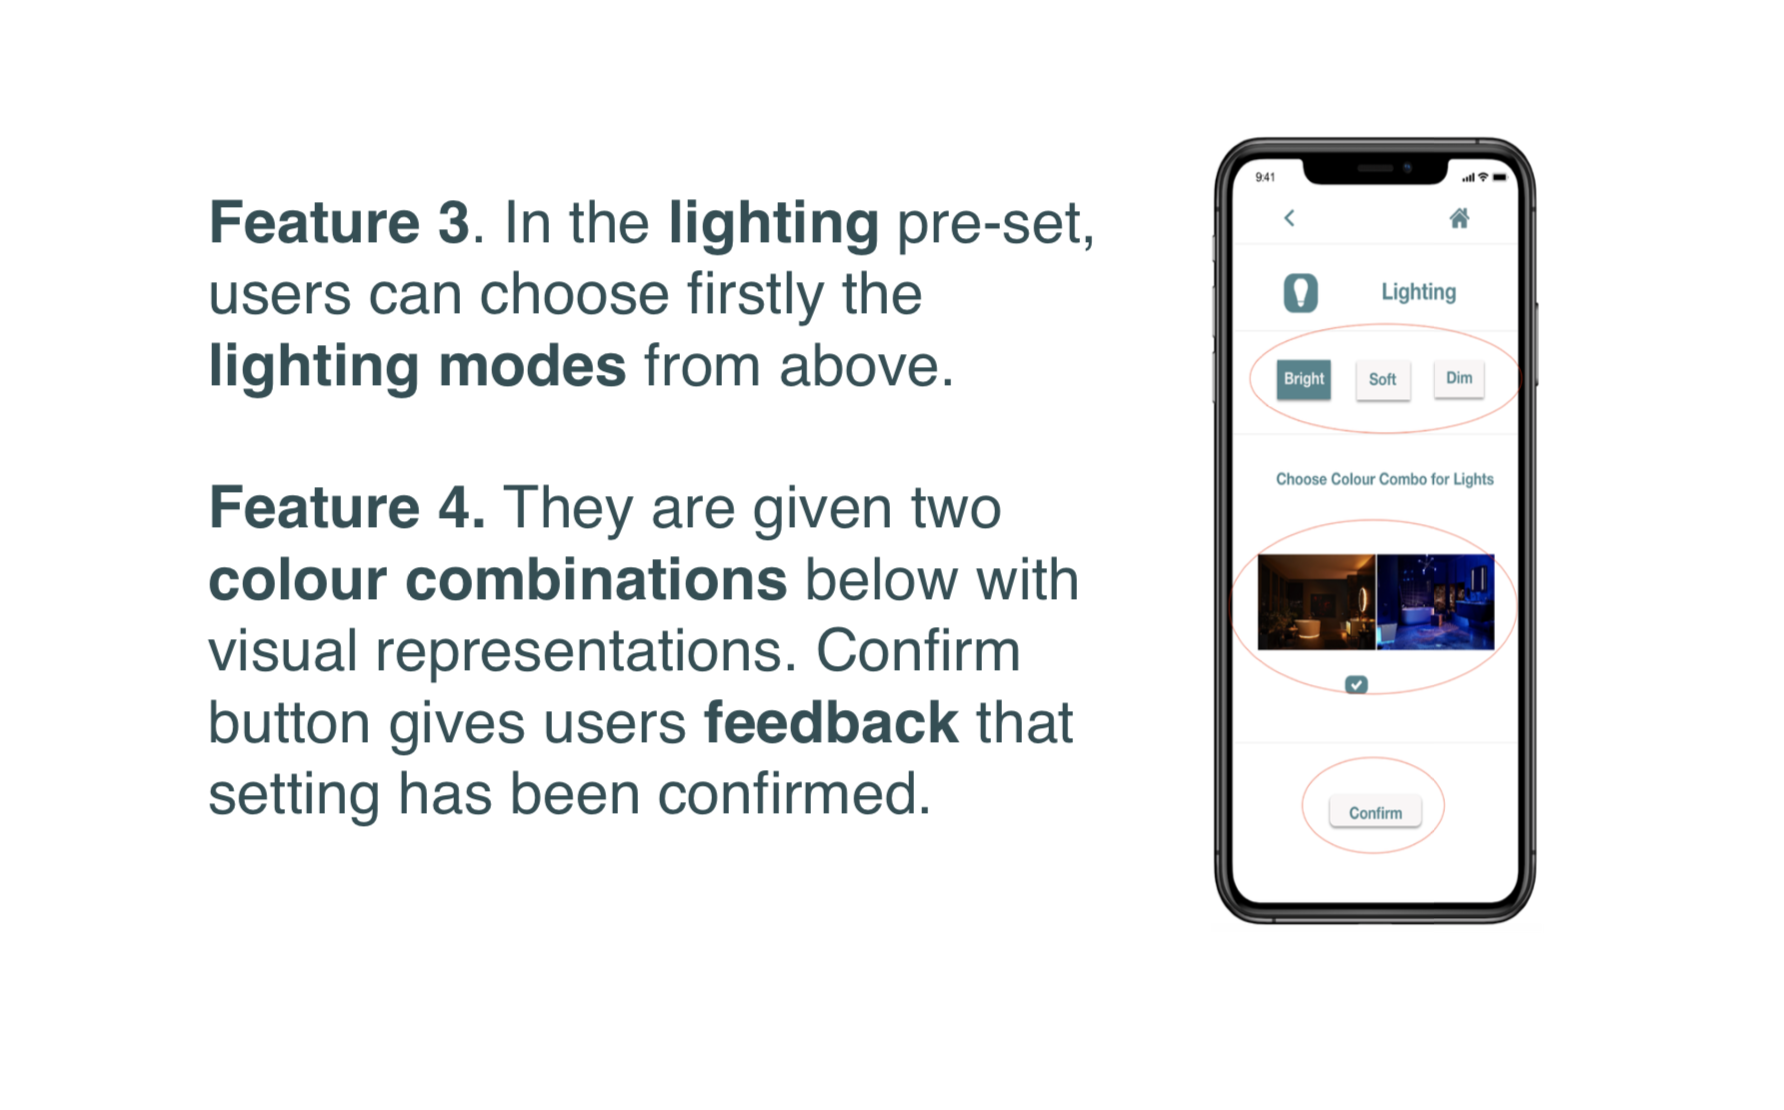 Feature 3. In the lighting pre-set,
users can choose firstly the
lighting modes from above.
Feature 4. They are given two
colour combinations below with
visual representations. Confirm
button gives users feedback that
setting has been confirmed.
9:41
Lighting
Bright Soft Dim
Choose Colour Combo for Lights
Confirm